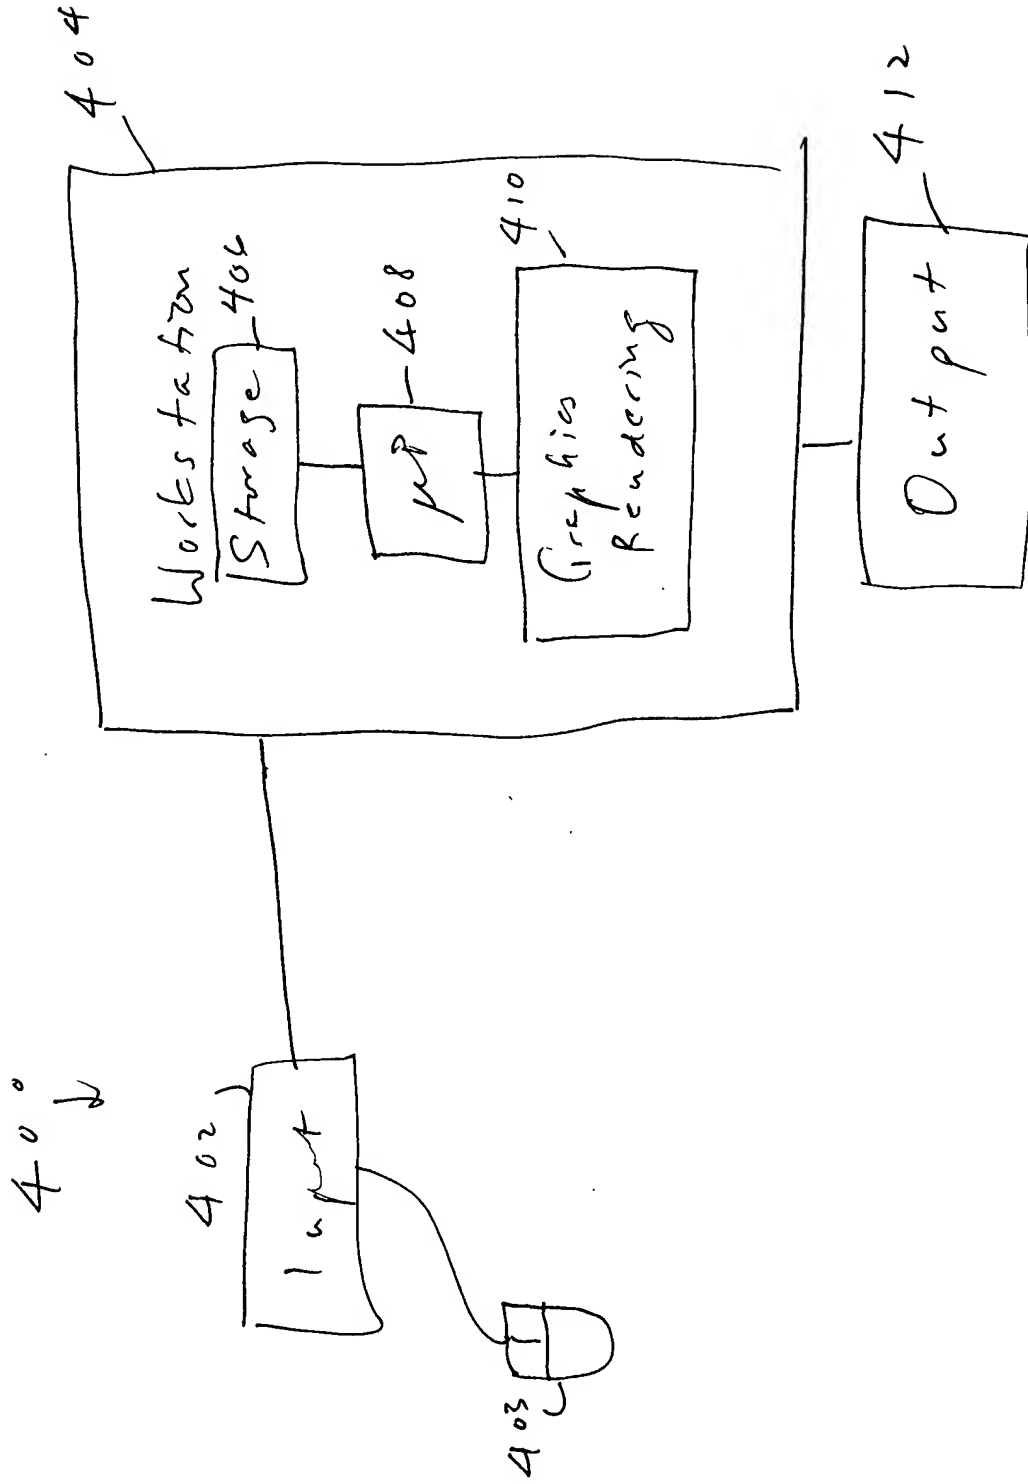 400
404
Workstation
Storage
406
402
Input
μP
408
410
Graphics
Rendering
403
Output
412